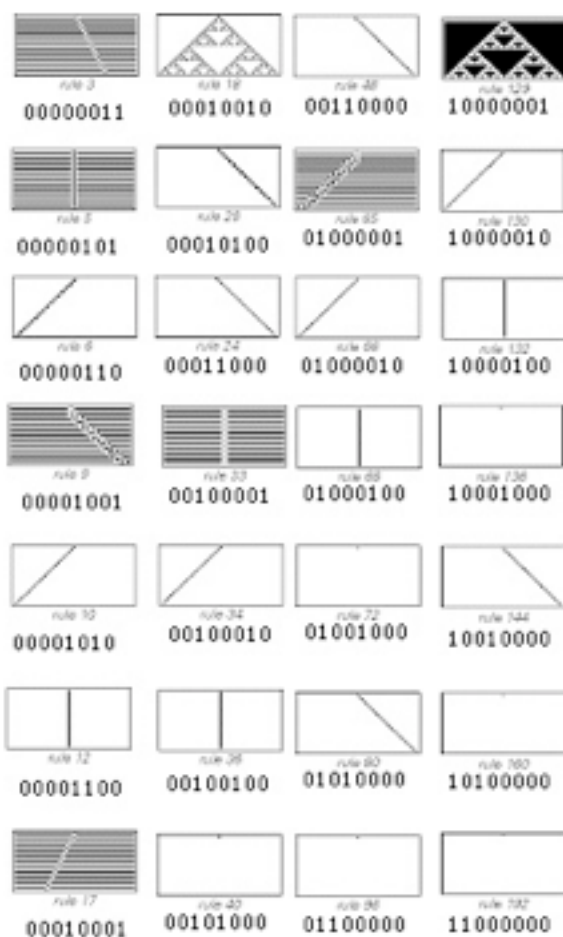 rule 3 rule 18 rule 48 rule 129
00000011 00010010 00110000 10000001
rule 5 rule 20 rule 65 rule 130
00000101 00010100 01000001 10000010
rule 6 rule 24 rule 66 rule 132
00000110 00011000 01000010 10000100
rule 9 rule 33 rule 68 rule 136
00001001 00100001 01000100 10001000
rule 10 rule 34 rule 72 rule 144
00001010 00100010 01001000 10010000
rule 12 rule 36 rule 80 rule 160
00001100 00100100 01010000 10100000
rule 17 rule 40 rule 96 rule 192
00010001 00101000 01100000 11000000